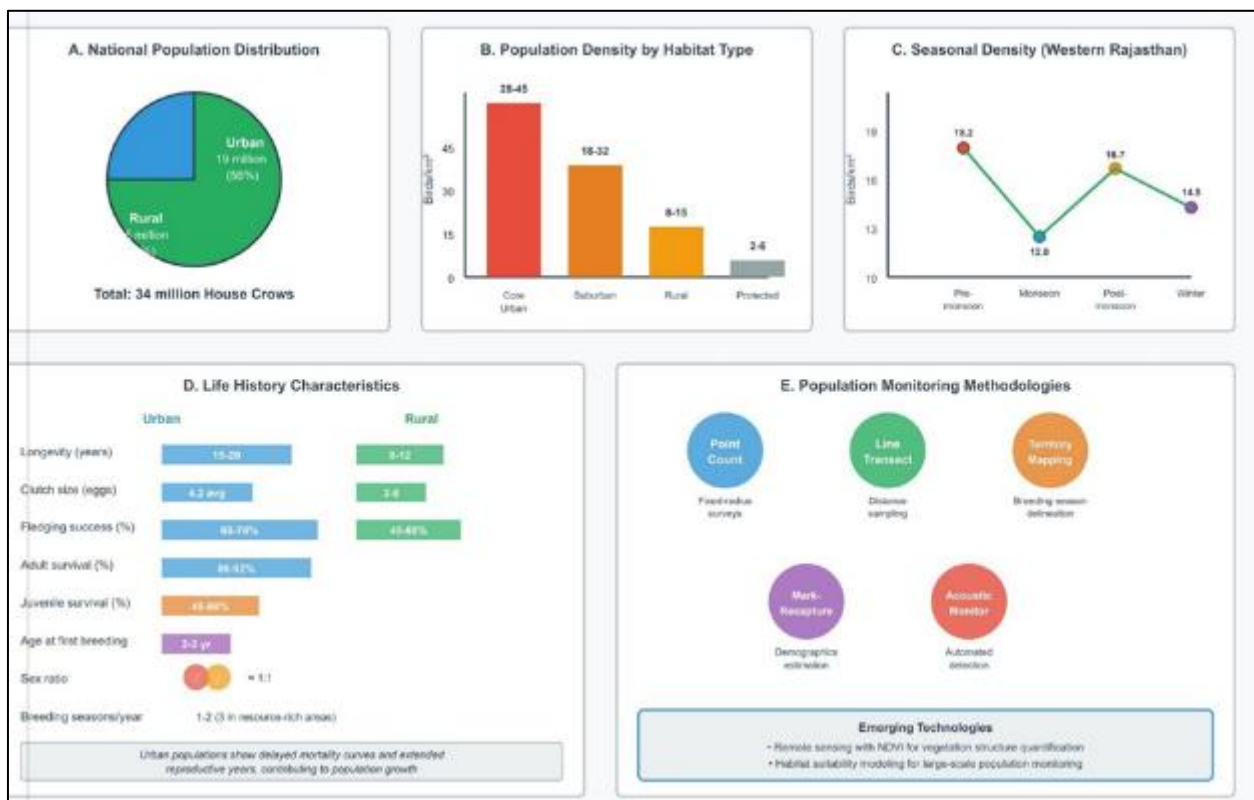 A. National Population Distribution
Urban
19 million
(56%)
Rural
million
Total: 34 million House Crows
B. Population Density by Habitat Type
Birds/km²
45
30
15
0
28-45
18-32
8-15
2-6
Core
Urban
Suburban
Rural
Protected
C. Seasonal Density (Western Rajasthan)
Birds/km²
16
13
10
12.8
16.7
14.5
Pre-
monsoon
Monsoon
Post-
monsoon
Winter
D. Life History Characteristics
Urban
Rural
Longevity (years)
15-20
8-12
Clutch size (eggs)
4.2 avg
Fledging success (%)
Adult survival (%)
Juvenile survival (%)
Age at first breeding
2-3 yr
Sex ratio
≈ 1:1
Breeding seasons/year
1-2 (3 in resource-rich areas)
Urban populations show delayed mortality curves and extended
reproductive years, contributing to population growth
E. Population Monitoring Methodologies
Point
Count
Fixed-radius
surveys
Line
Transect
Distance
sampling
Territory
Mapping
Breeding season
delineation
Mark-
Recapture
Demographics
estimation
Acoustic
Monitor
Automated
detection
Emerging Technologies
• Remote sensing with NDVI for vegetation structure quantification
• Habitat suitability modeling for large-scale population monitoring